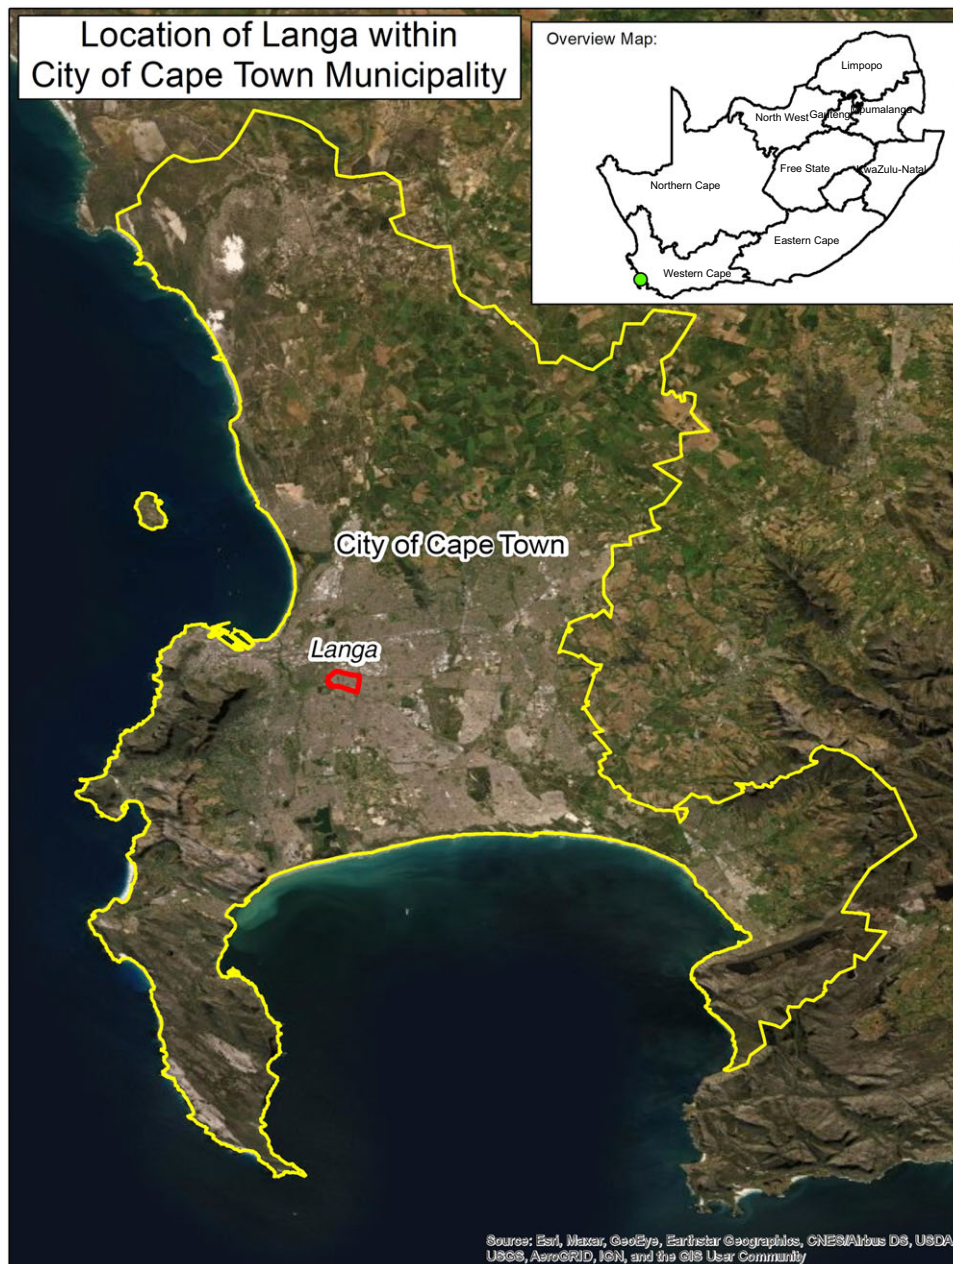 Location of Langa within
City of Cape Town Municipality
Overview Map:
Limpopo
North West
Gauteng
Mpumalanga
Free State
KwaZulu-Natal
Northern Cape
Eastern Cape
Western Cape
City of Cape Town
Langa
Source: Esri, Maxar, GeoEye, Earthstar Geographics, CNES/Airbus DS, USDA,
USGS, AeroGRID, IGN, and the GIS User Community